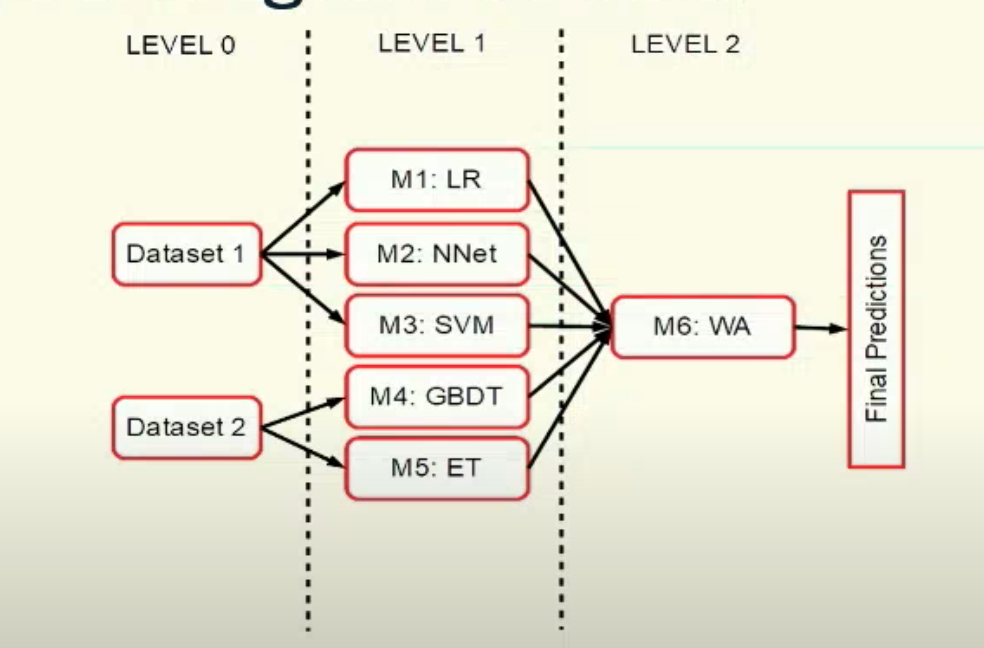 LEVEL 0
LEVEL 1
LEVEL 2
M1: LR
Dataset 1
M2: NNet
M3: SVM
M6: WA
Final Predictions
M4: GBDT
Dataset 2
M5: ET